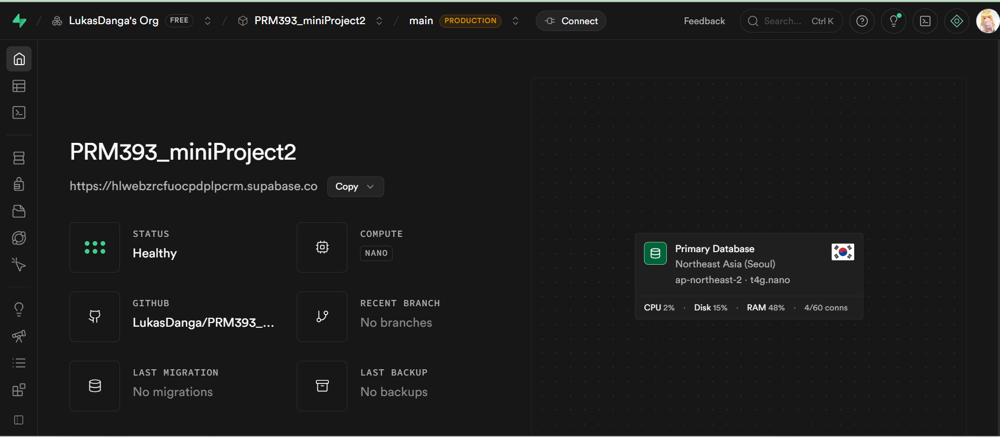 LukasDanga's Org FREE PRM393_miniProject2 main PRODUCTION Connect Feedback Search... Ctrl K
PRM393_miniProject2
https://hlwebzrcfuocpdplpcrm.supabase.co Copy
STATUS
Healthy
COMPUTE
NANO
GITHUB
LukasDanga/PRM393_...
RECENT BRANCH
No branches
LAST MIGRATION
No migrations
LAST BACKUP
No backups
Primary Database
Northeast Asia (Seoul)
ap-northeast-2 · t4g.nano
CPU 2% · Disk 15% · RAM 48% · 4/60 conns